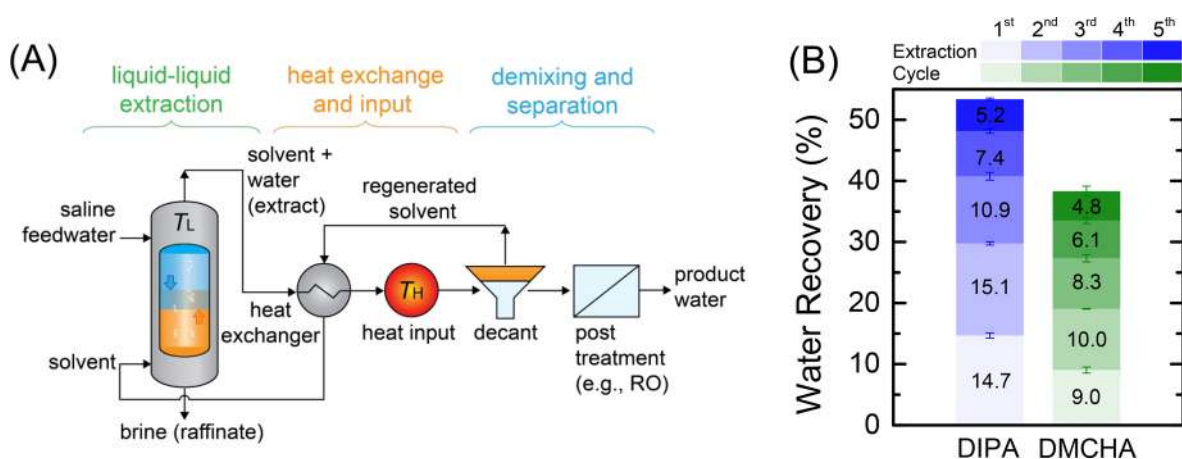 (A)
liquid-liquid
extraction
heat exchange
and input
demixing and
separation
solvent +
water
(extract)
regenerated
solvent
saline
feedwater
TL
heat
exchanger
TH
heat input
decant
post
treatment
(e.g., RO)
product
water
solvent
brine (raffinate)
(B)
1st 2nd 3rd 4th 5th
Extraction
Cycle
Water Recovery (%)
50
40
30
20
10
0
5.2
7.4
10.9
15.1
14.7
4.8
6.1
8.3
10.0
9.0
DIPA DMCHA